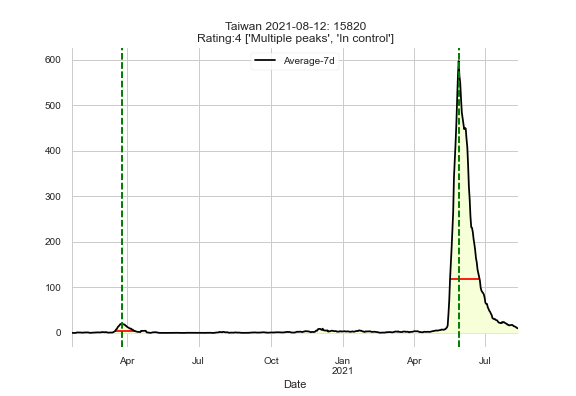 Taiwan 2021-08-12: 15820
Rating:4 ['Multiple peaks', 'In control']
Average-7d
600
500
400
300
200
100
0
Apr
Jul
Oct
Jan
2021
Apr
Jul
Date